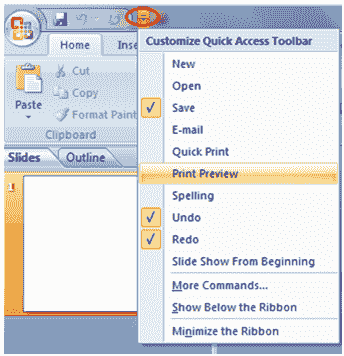 Customize Quick Access Toolbar
Home
Inse
New
Open
Save
E-mail
Quick Print
Print Preview
Spelling
Undo
Redo
Slide Show From Beginning
More Commands...
Show Below the Ribbon
Minimize the Ribbon
Paste
Cut
Copy
Format Paint
Clipboard
Slides
Outline
1